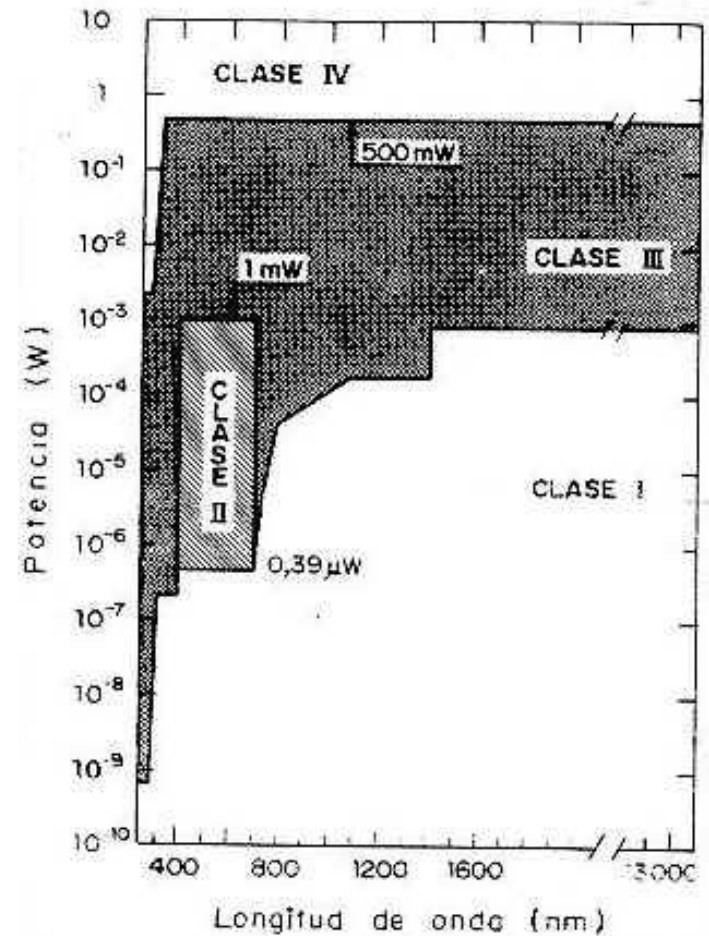 10
CLASE IV
1
500 mW
10-1
10-2
CLASE III
1 mW
10-3
10-4
CLASE II
10-5
CLASE I
10-6
0,39 µW
10-7
10-8
10-9
10-10
400 800 1200 1600 13000
Potencia (W)
Longitud de onda (nm)